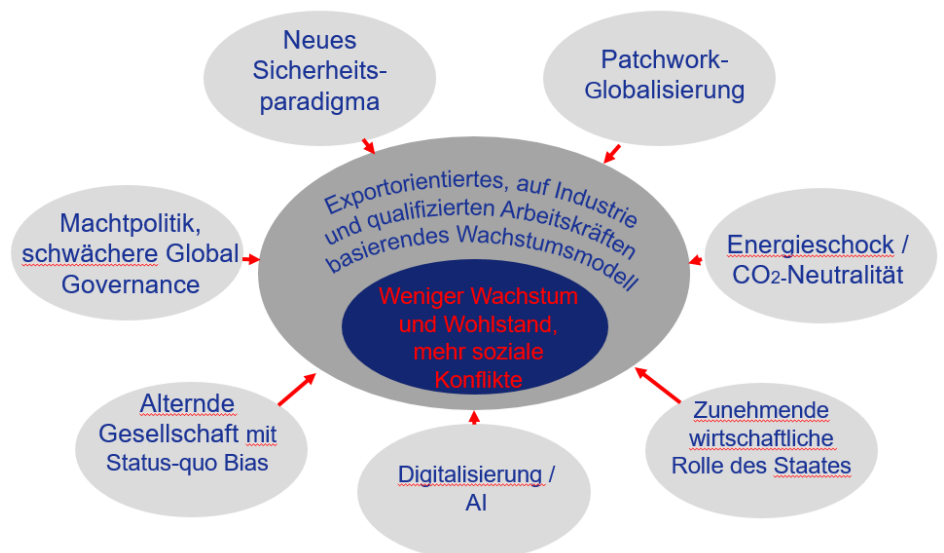 Neues
Sicherheits-
paradigma
Patchwork-
Globalisierung
Exportorientiertes, auf Industrie
und qualifizierten Arbeitskräften
basierendes Wachstumsmodell
Machtpolitik,
schwächere Global
Governance
Energieschock /
CO2-Neutralität
Weniger Wachstum
und Wohlstand,
mehr soziale
Konflikte
Alternde
Gesellschaft mit
Status-quo Bias
Digitalisierung /
AI
Zunehmende
wirtschaftliche
Rolle des Staates